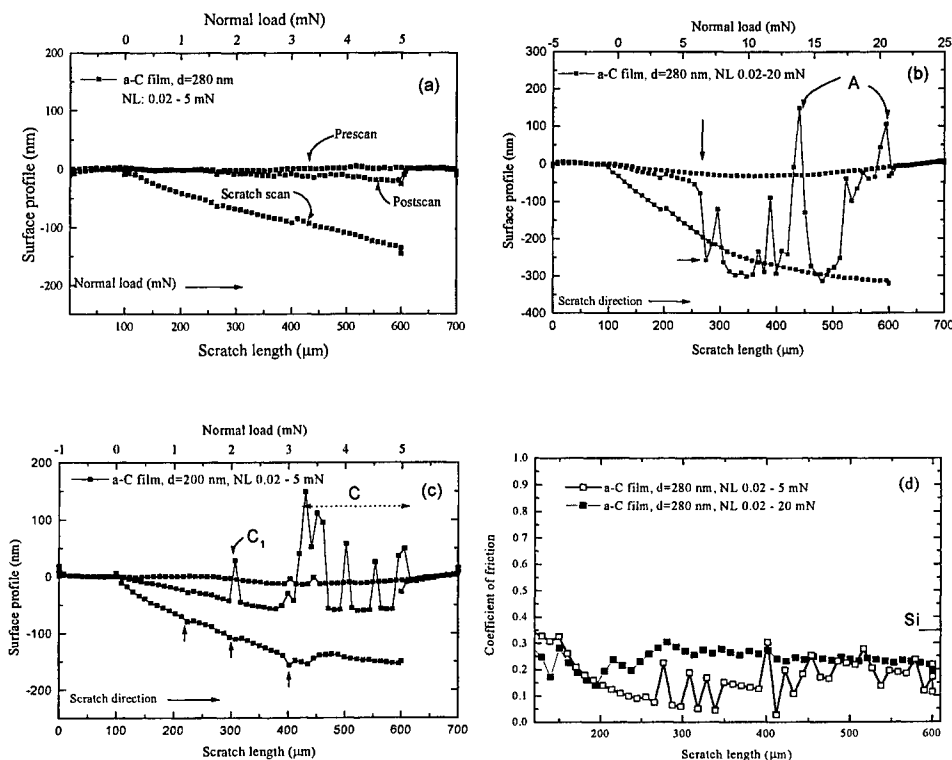 Normal load (mN)
0 1 2 3 4 5
200
100
0
-100
-200
Surface profile (nm)
a-C film, d=280 nm
NL: 0.02 - 5 mN
(a)
Prescan
Scratch scan
Postscan
Normal load (mN)
100 200 300 400 500 600 700
Scratch length (μm)
Normal load (mN)
-5 0 5 10 15 20 25
300
200
100
0
-100
-200
-300
-400
Surface profile (nm)
a-C film, d=280 nm, NL 0.02-20 mN
(b)
A
Scratch direction
0 100 200 300 400 500 600 700
Scratch length (μm)
Normal load (mN)
-1 0 1 2 3 4 5
200
150
100
50
0
-50
-100
-150
-200
Surface profile (nm)
a-C film, d=200 nm, NL 0.02 - 5 mN
(c)
C
C1
Scratch direction
0 100 200 300 400 500 600 700
Scratch length (μm)
1.0
0.9
0.8
0.7
0.6
0.5
0.4
0.3
0.2
0.1
0.0
Coefficient of friction
a-C film, d=280 nm, NL 0.02 - 5 mN
a-C film, d=280 nm, NL 0.02 - 20 mN
(d)
Si
200 300 400 500 600
Scratch length (μm)